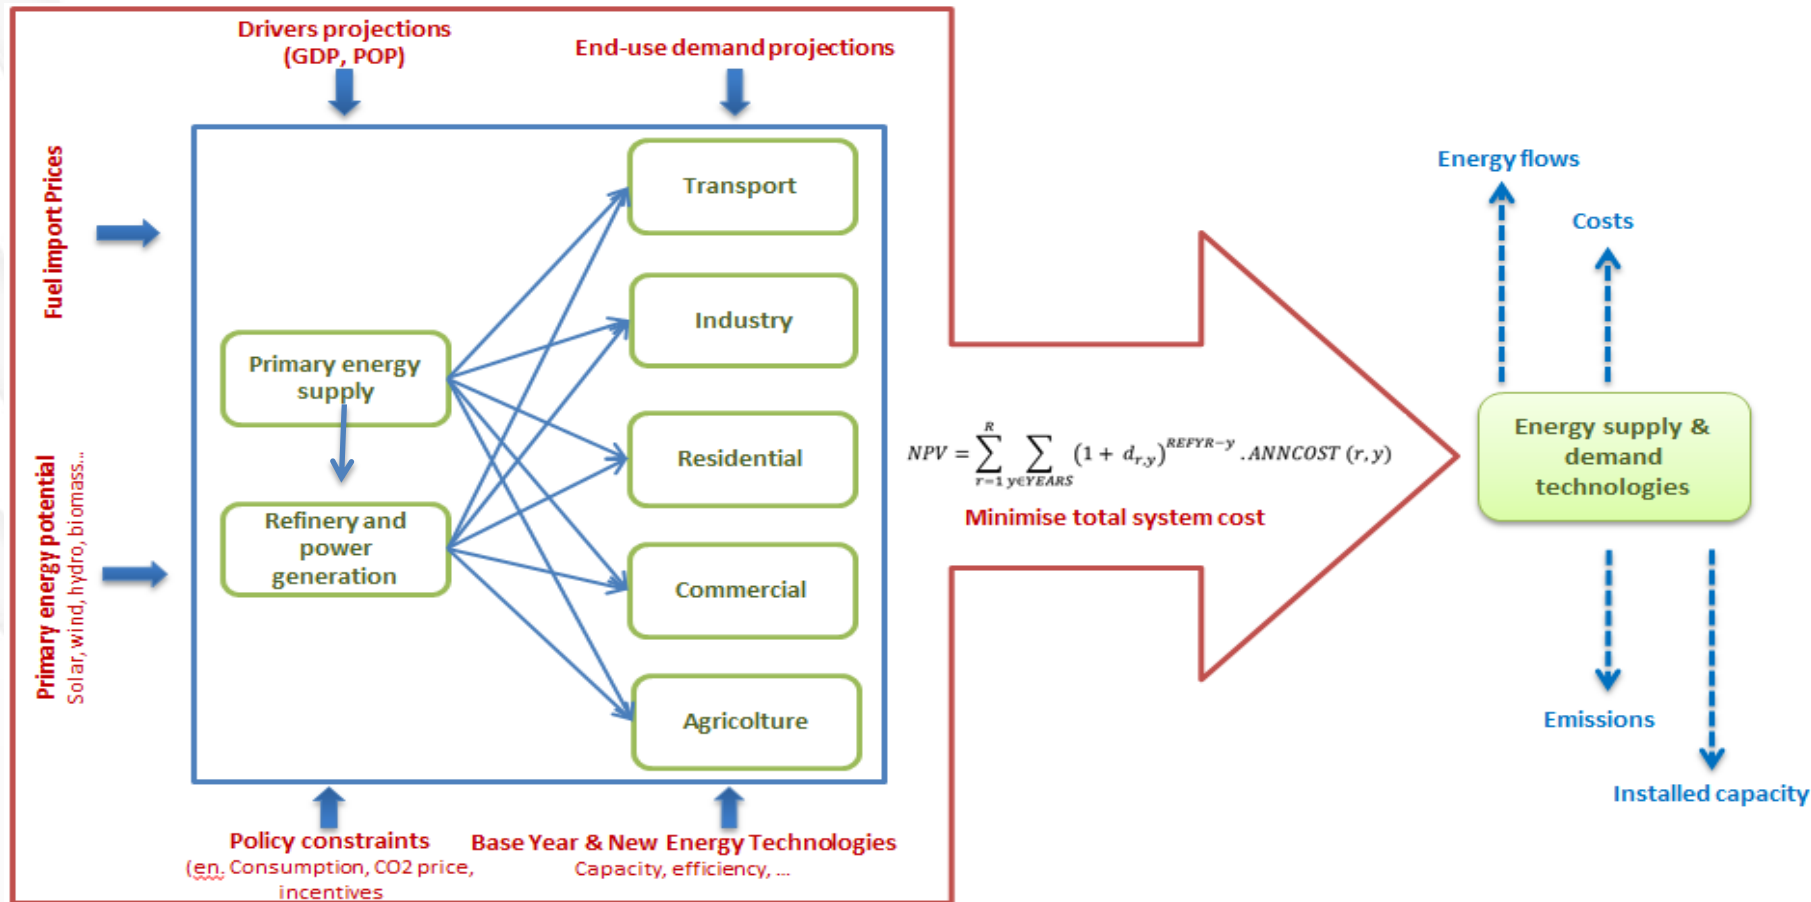 Drivers projections
(GDP, POP)
End-use demand projections
Fuel import Prices
Primary energy potential
Solar, wind, hydro, biomass...
Transport
Industry
Primary energy
supply
Residential
Refinery and
power
generation
Commercial
Agricolture
Policy constraints
(en. Consumption, CO2 price,
incentives
Base Year & New Energy Technologies
Capacity, efficiency, ...
NPV = ∑_{r=1}^{R} ∑_{y∈YEARS} (1 + d_{r,y})^{REFYR−y} . ANNCOST (r, y)
Minimise total system cost
Energy flows
Costs
Energy supply &
demand
technologies
Emissions
Installed capacity